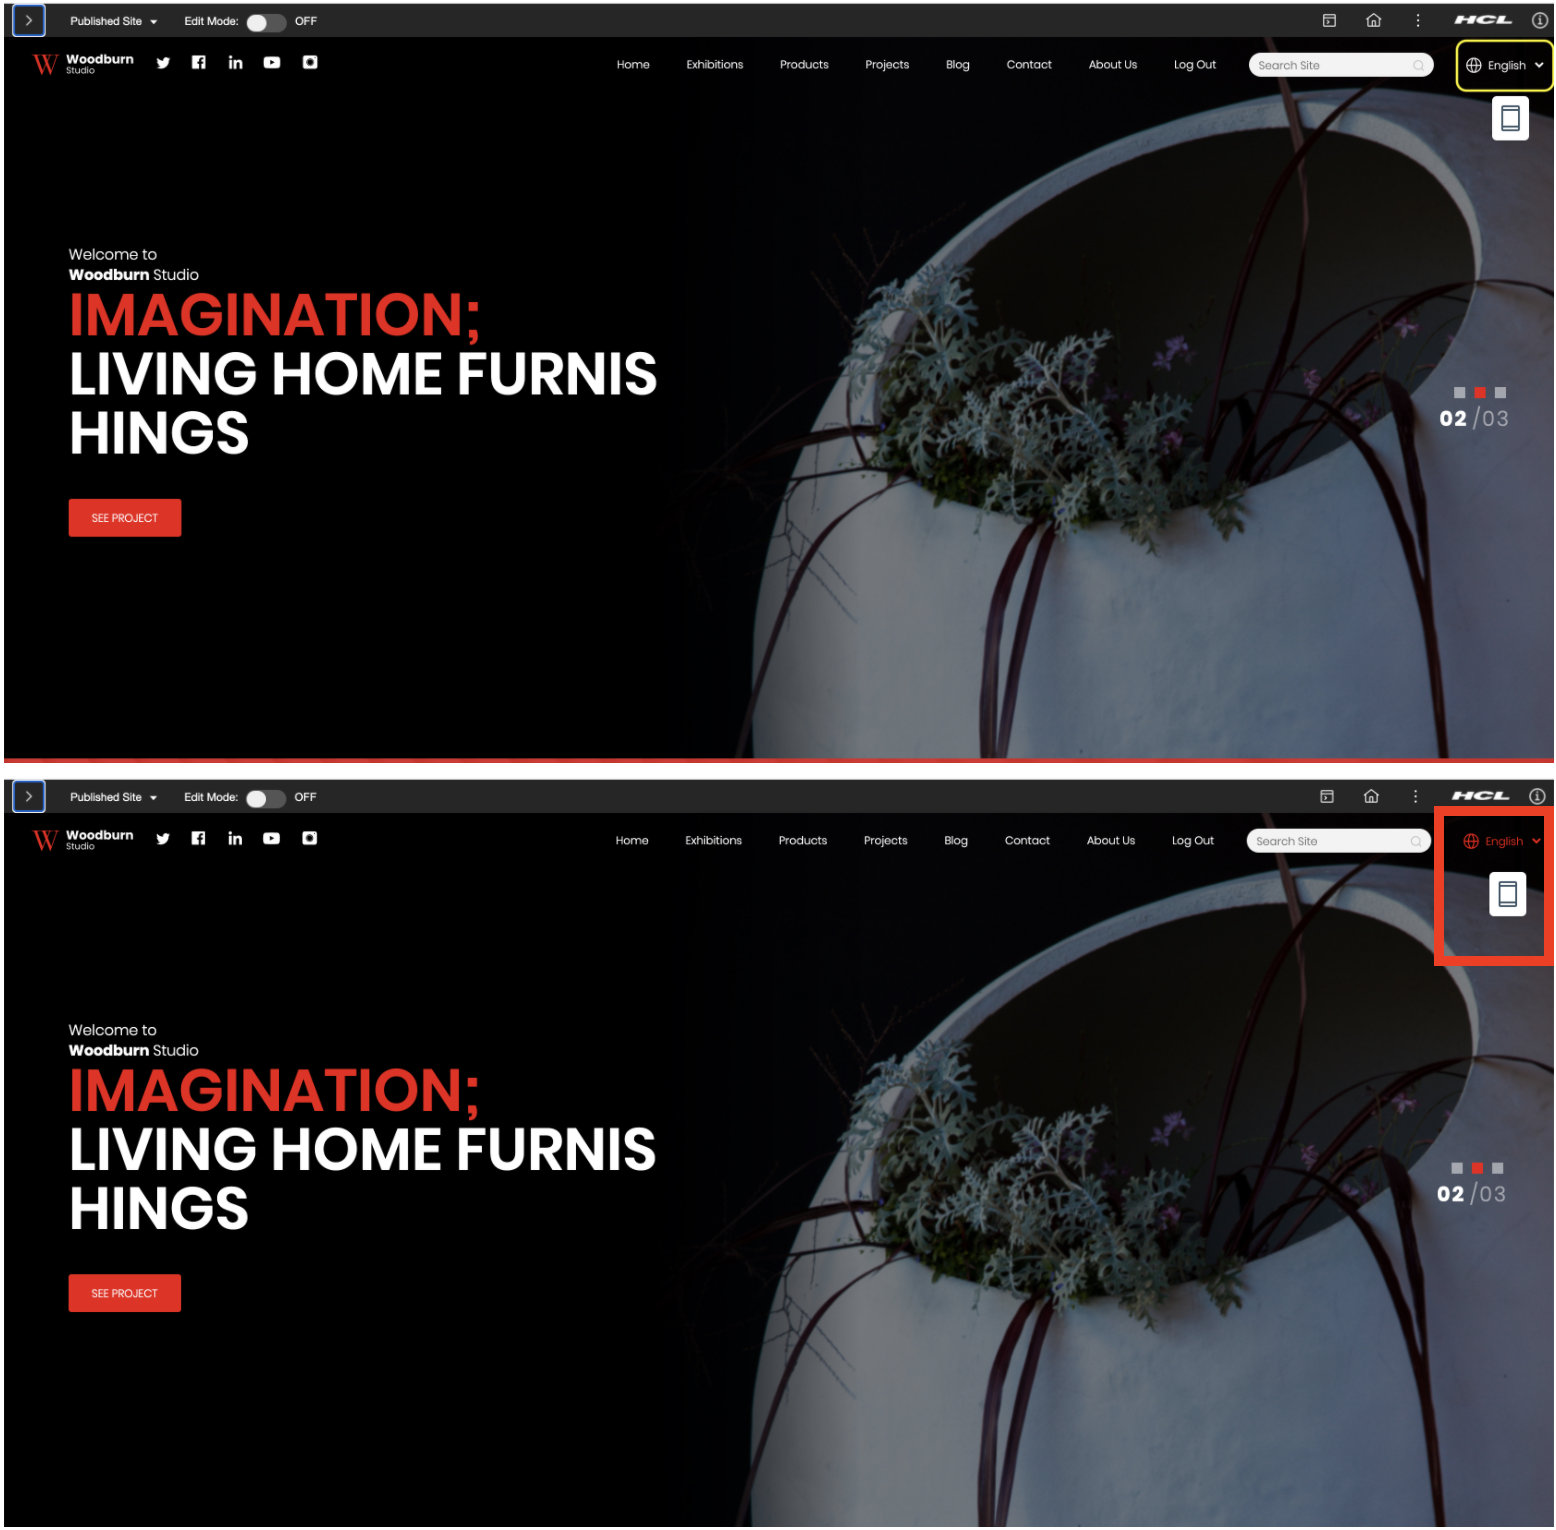 Published Site Edit Mode: OFF HCL
W Woodburn Studio Home Exhibitions Products Projects Blog Contact About Us Log Out Search Site English
Welcome to
Woodburn Studio
IMAGINATION;
LIVING HOME FURNIS
HINGS
02/03
SEE PROJECT
Published Site Edit Mode: OFF HCL
W Woodburn Studio Home Exhibitions Products Projects Blog Contact About Us Log Out Search Site English
Welcome to
Woodburn Studio
IMAGINATION;
LIVING HOME FURNIS
HINGS
02/03
SEE PROJECT